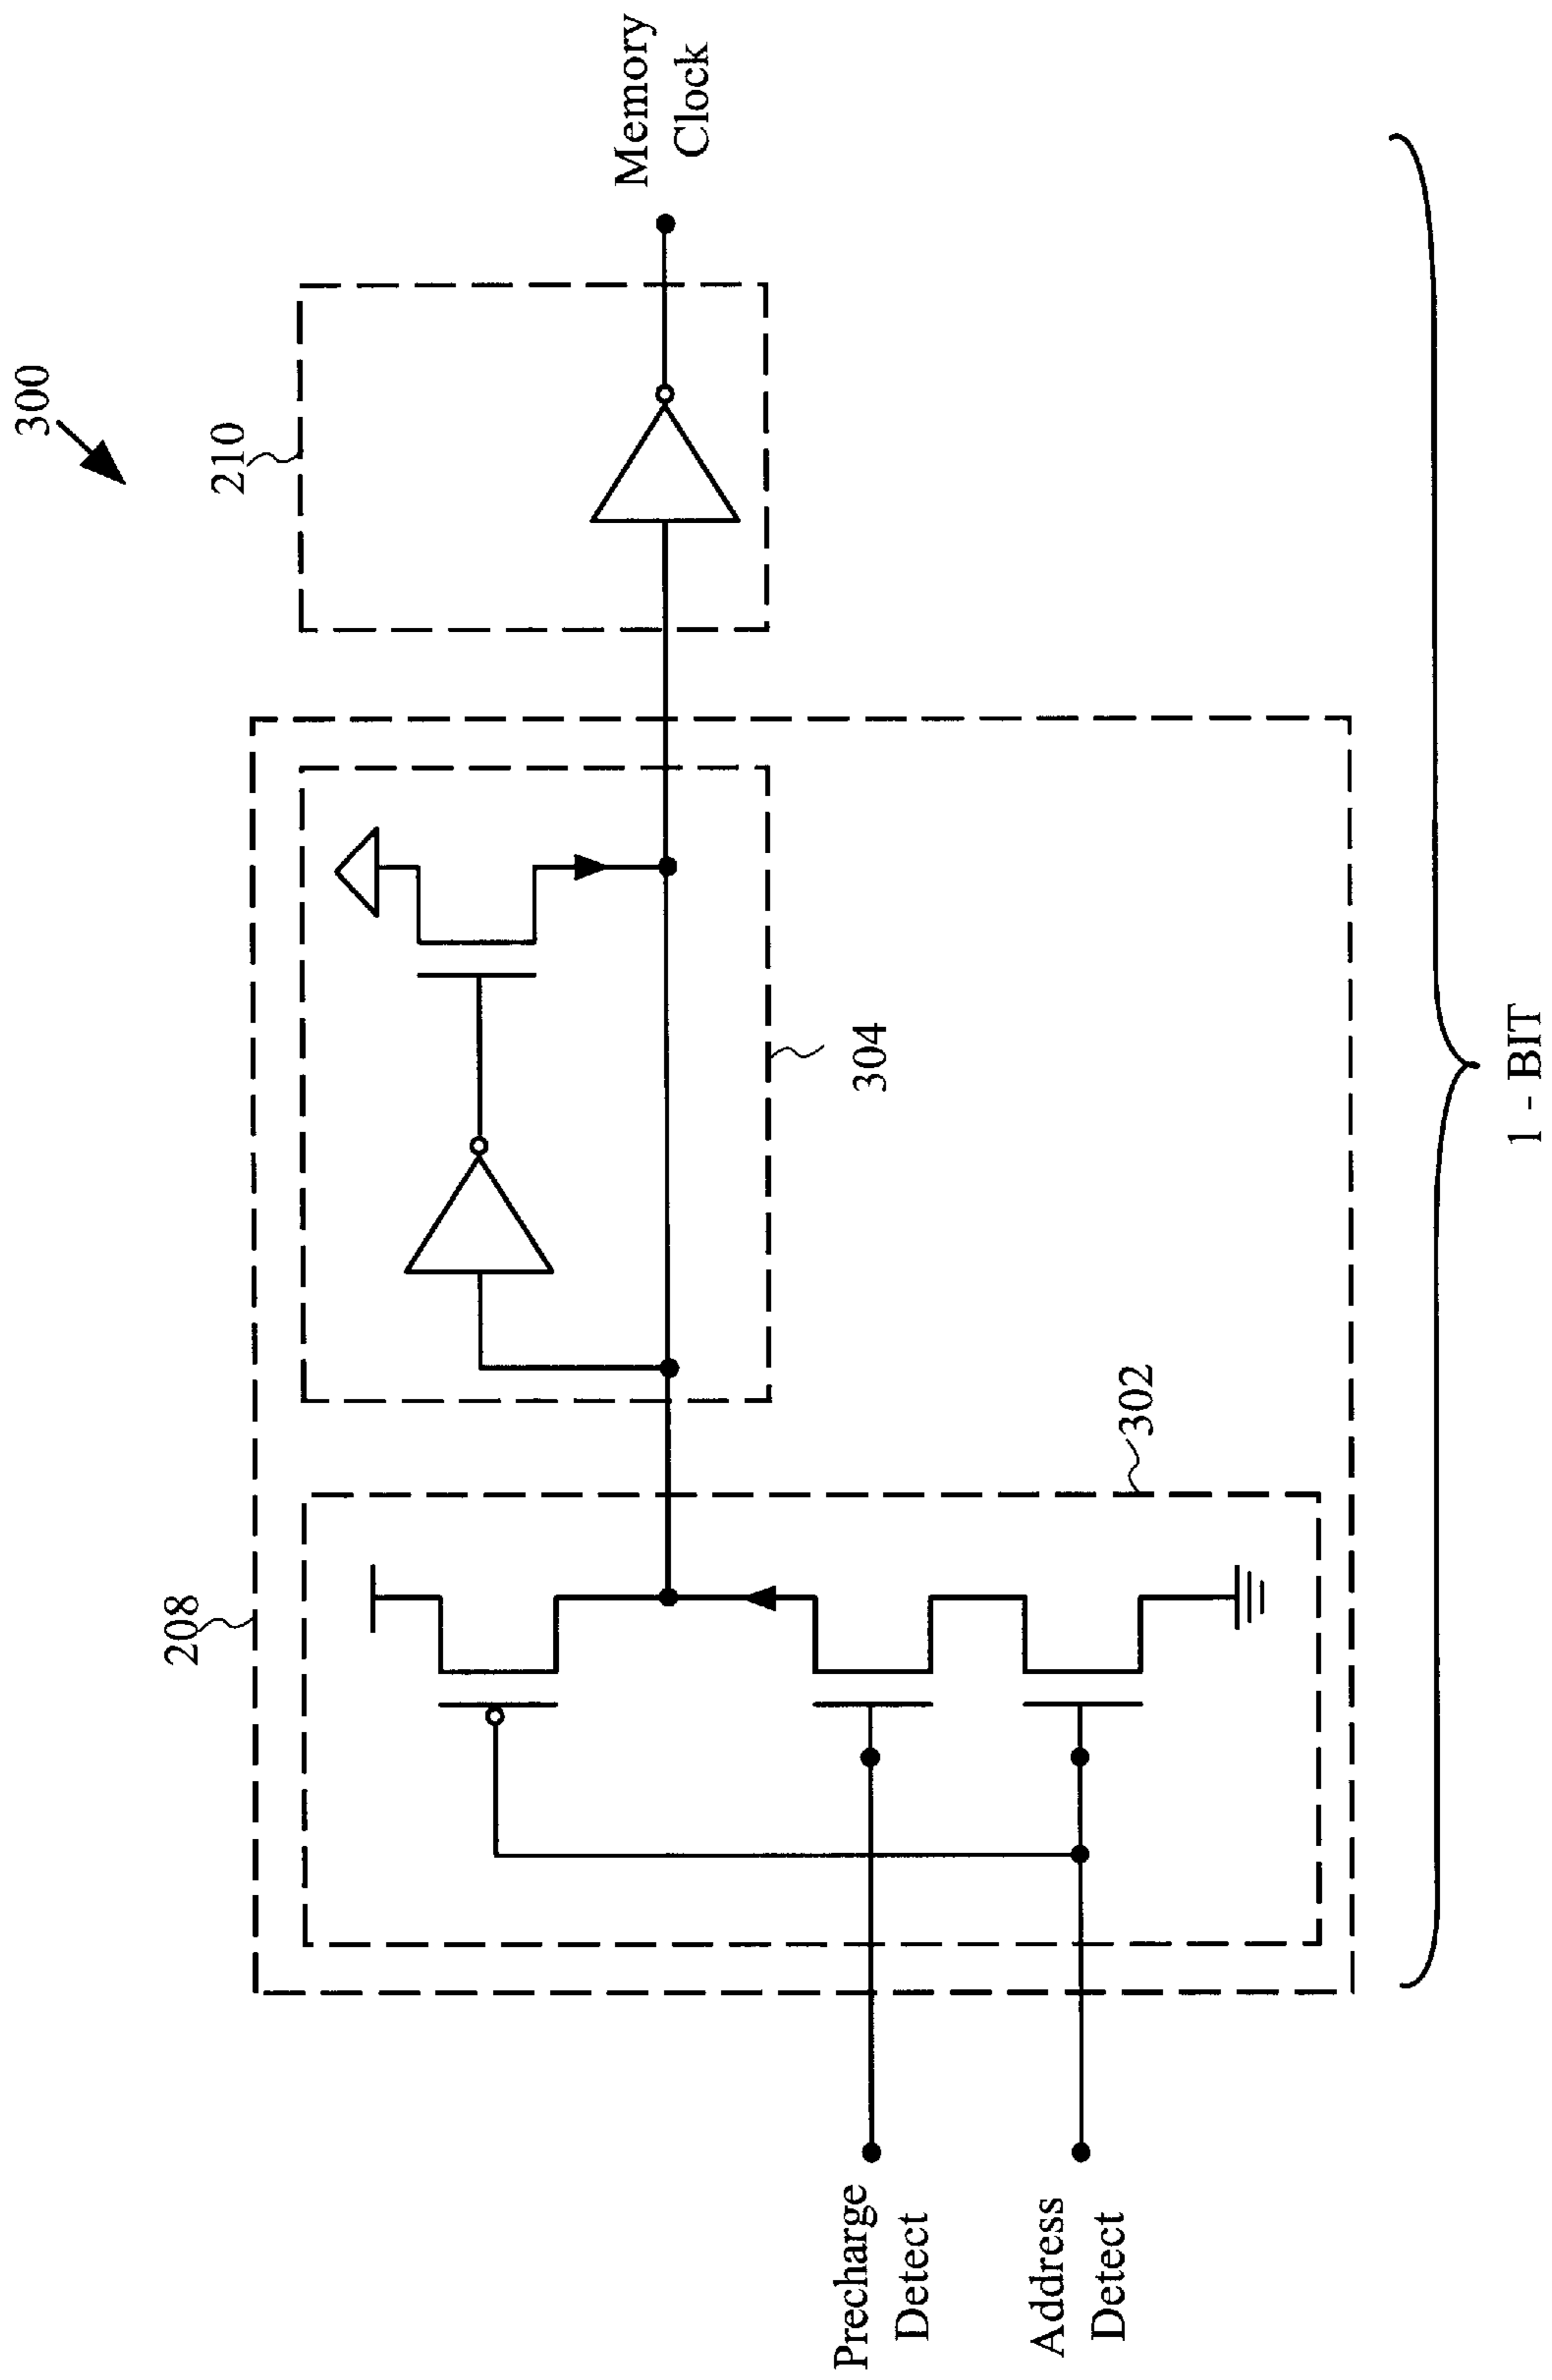 300
210
Memory
Clock
208
304
302
Precharge
Detect
Address
Detect
1 - BIT